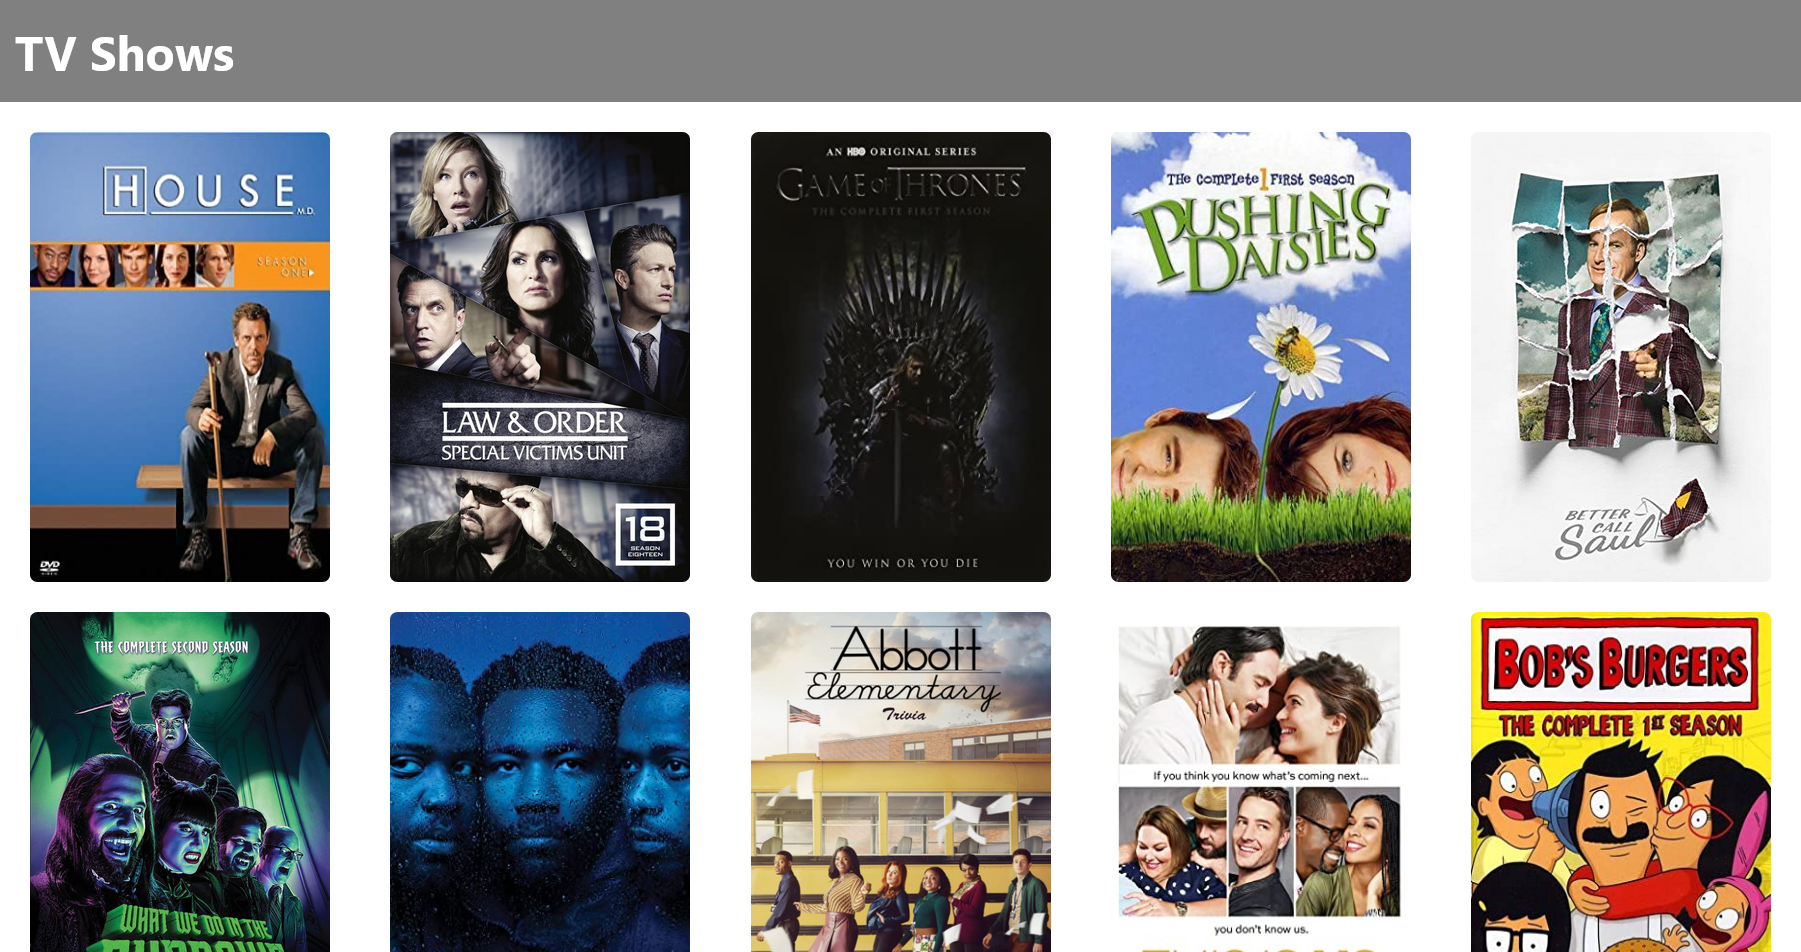 TV Shows
HOUSE M.D.
SEASON
ONE
DVD
VIDEO
LAW & ORDER
SPECIAL VICTIMS UNIT
18
SEASON
EIGHTEEN
AN HBO ORIGINAL SERIES
GAME OF THRONES
THE COMPLETE FIRST SEASON
YOU WIN OR YOU DIE
THE COMPLETE 1 FIRST SEASON
PUSHING
DAISIES
BETTER
CALL
Saul
THE COMPLETE SECOND SEASON
WHAT WE DO IN THE
Abbott
Elementary
Trivia
If you think you know what's coming next...
you don't know us.
BOB'S BURGERS
THE COMPLETE 1ST SEASON